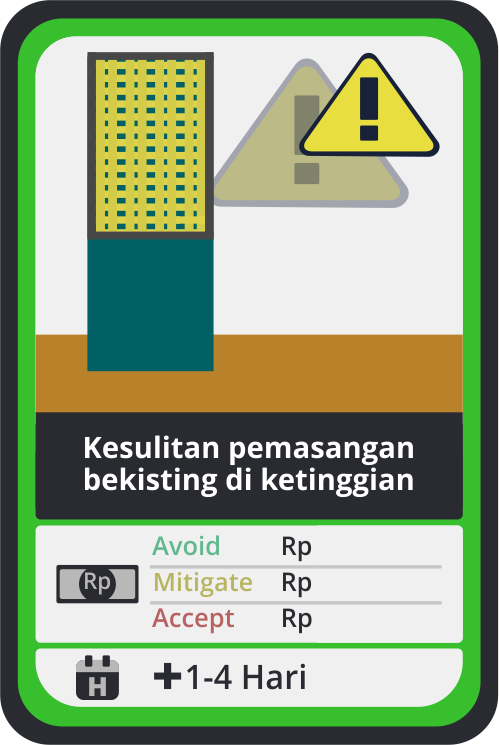 Kesulitan pemasangan
bekisting di ketinggian
Avoid Rp
Rp Mitigate Rp
Accept Rp
H +1-4 Hari